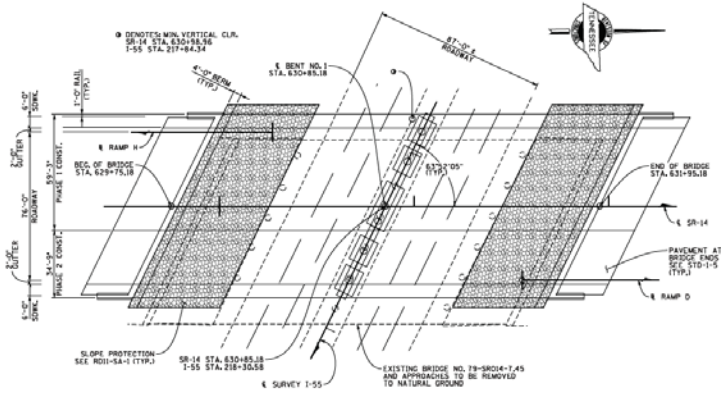 ⊕ DENOTES: MIN. VERTICAL CLR.
SR-14 STA. 630+98.96
I-55 STA. 217+84.34
TENNESSEE
87'-0"±
ROADWAY
℄ BENT NO.1
STA. 630+85.18
4'-0" BERM
(TYP.)
1'-0" RAIL
(TYP.)
6'-0"
SDWK.
℄ RAMP H
2'-0"
GUTTER
BEG. OF BRIDGE
STA. 629+75.18
63°52'05"
(TYP.)
END OF BRIDGE
STA. 631+95.18
59'-3"
PHASE 1 CONST.
76'-0"
ROADWAY
℄ SR-14
34'-9"
PHASE 2 CONST.
2'-0"
GUTTER
PAVEMENT AT
BRIDGE ENDS
SEE STD-1-5
(TYP.)
℄ RAMP D
6'-0"
SDWK.
SLOPE PROTECTION
SEE RD11-SA-1 (TYP.)
SR-14 STA. 630+85.18
I-55 STA. 218+30.58
℄ SURVEY I-55
EXISTING BRIDGE NO. 79-SR014-7.45
AND APPROACHES TO BE REMOVED
TO NATURAL GROUND